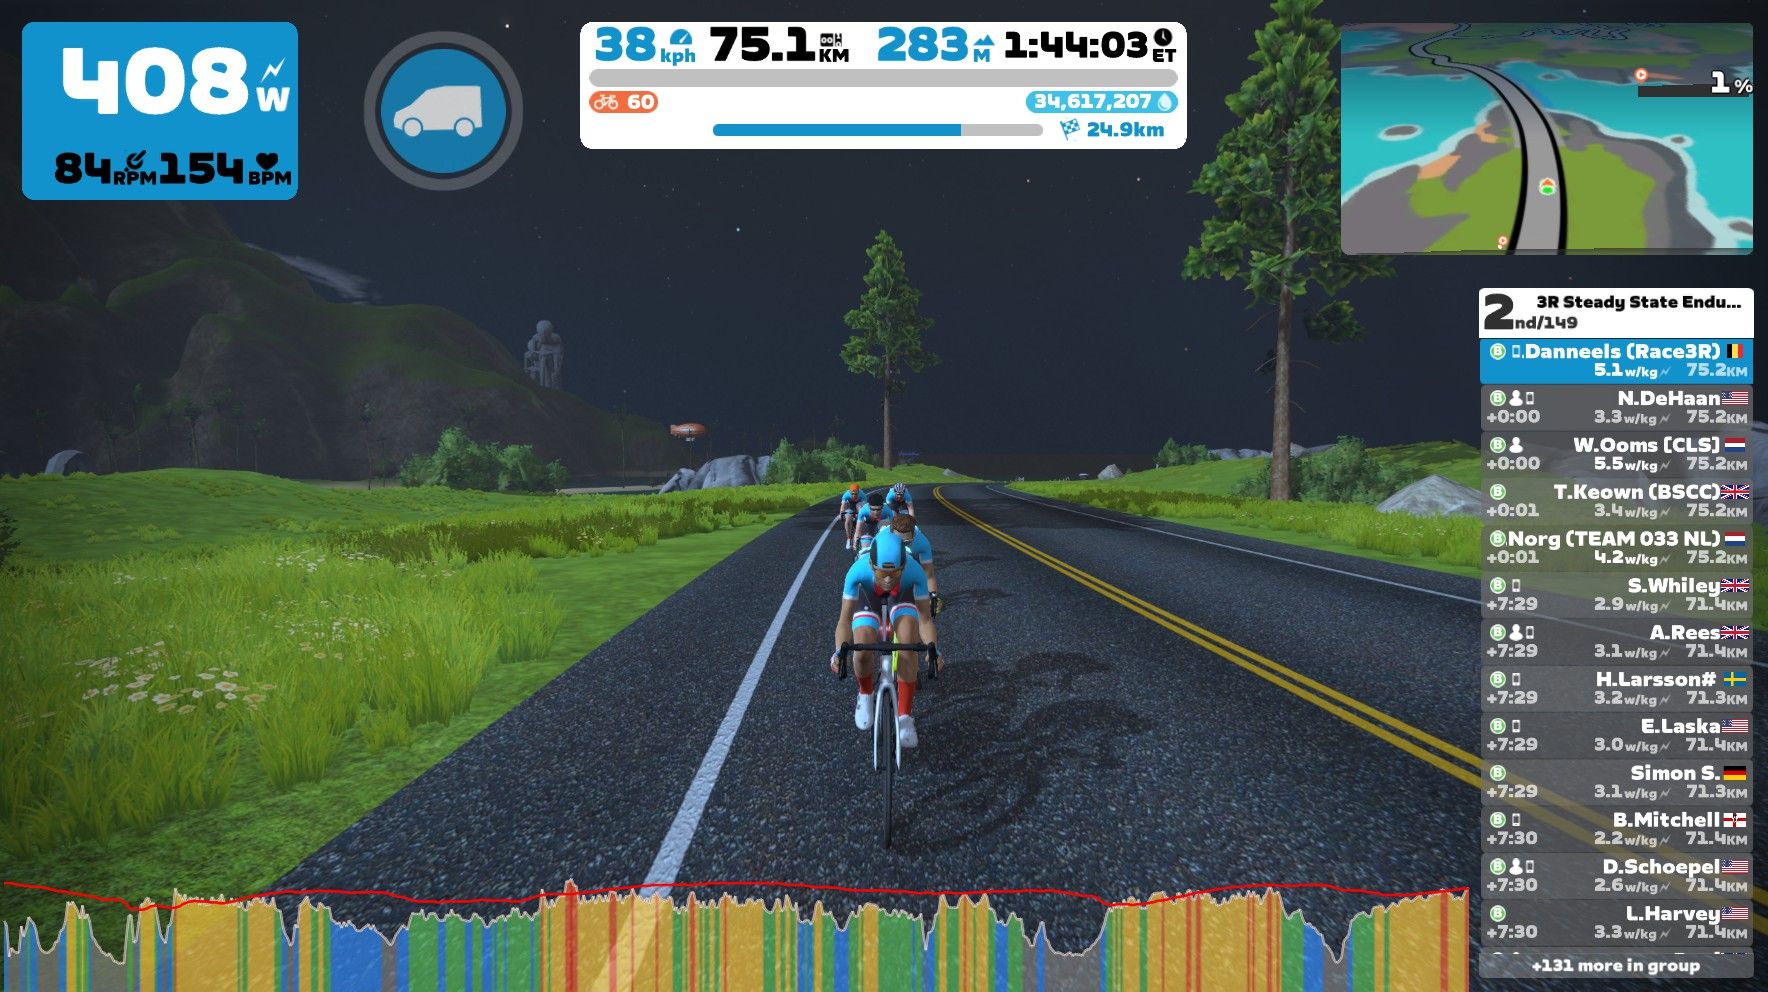 408 W
84 RPM 154 BPM
38 kph 75.1 KM 283 M 1:44:03 ET
60
34,617,207
24.9km
1 %
2nd/149
3R Steady State Endu...
B .Danneels (Race3R)
5.1 w/kg 75.2KM
B N.DeHaan
+0:00 3.3 w/kg 75.2KM
B W.Ooms [CLS]
+0:00 5.5 w/kg 75.2KM
B T.Keown (BSCC)
+0:01 3.4 w/kg 75.2KM
B Norg (TEAM 033 NL)
+0:01 4.2 w/kg 75.2KM
B S.Whiley
+7:29 2.9 w/kg 71.4KM
B A.Rees
+7:29 3.1 w/kg 71.4KM
B H.Larsson#
+7:29 3.2 w/kg 71.3KM
B E.Laska
+7:29 3.0 w/kg 71.4KM
B Simon S.
+7:29 3.1 w/kg 71.3KM
B B.Mitchell
+7:30 2.2 w/kg 71.4KM
B D.Schoepel
+7:30 2.6 w/kg 71.4KM
B L.Harvey
+7:30 3.3 w/kg 71.4KM
+131 more in group